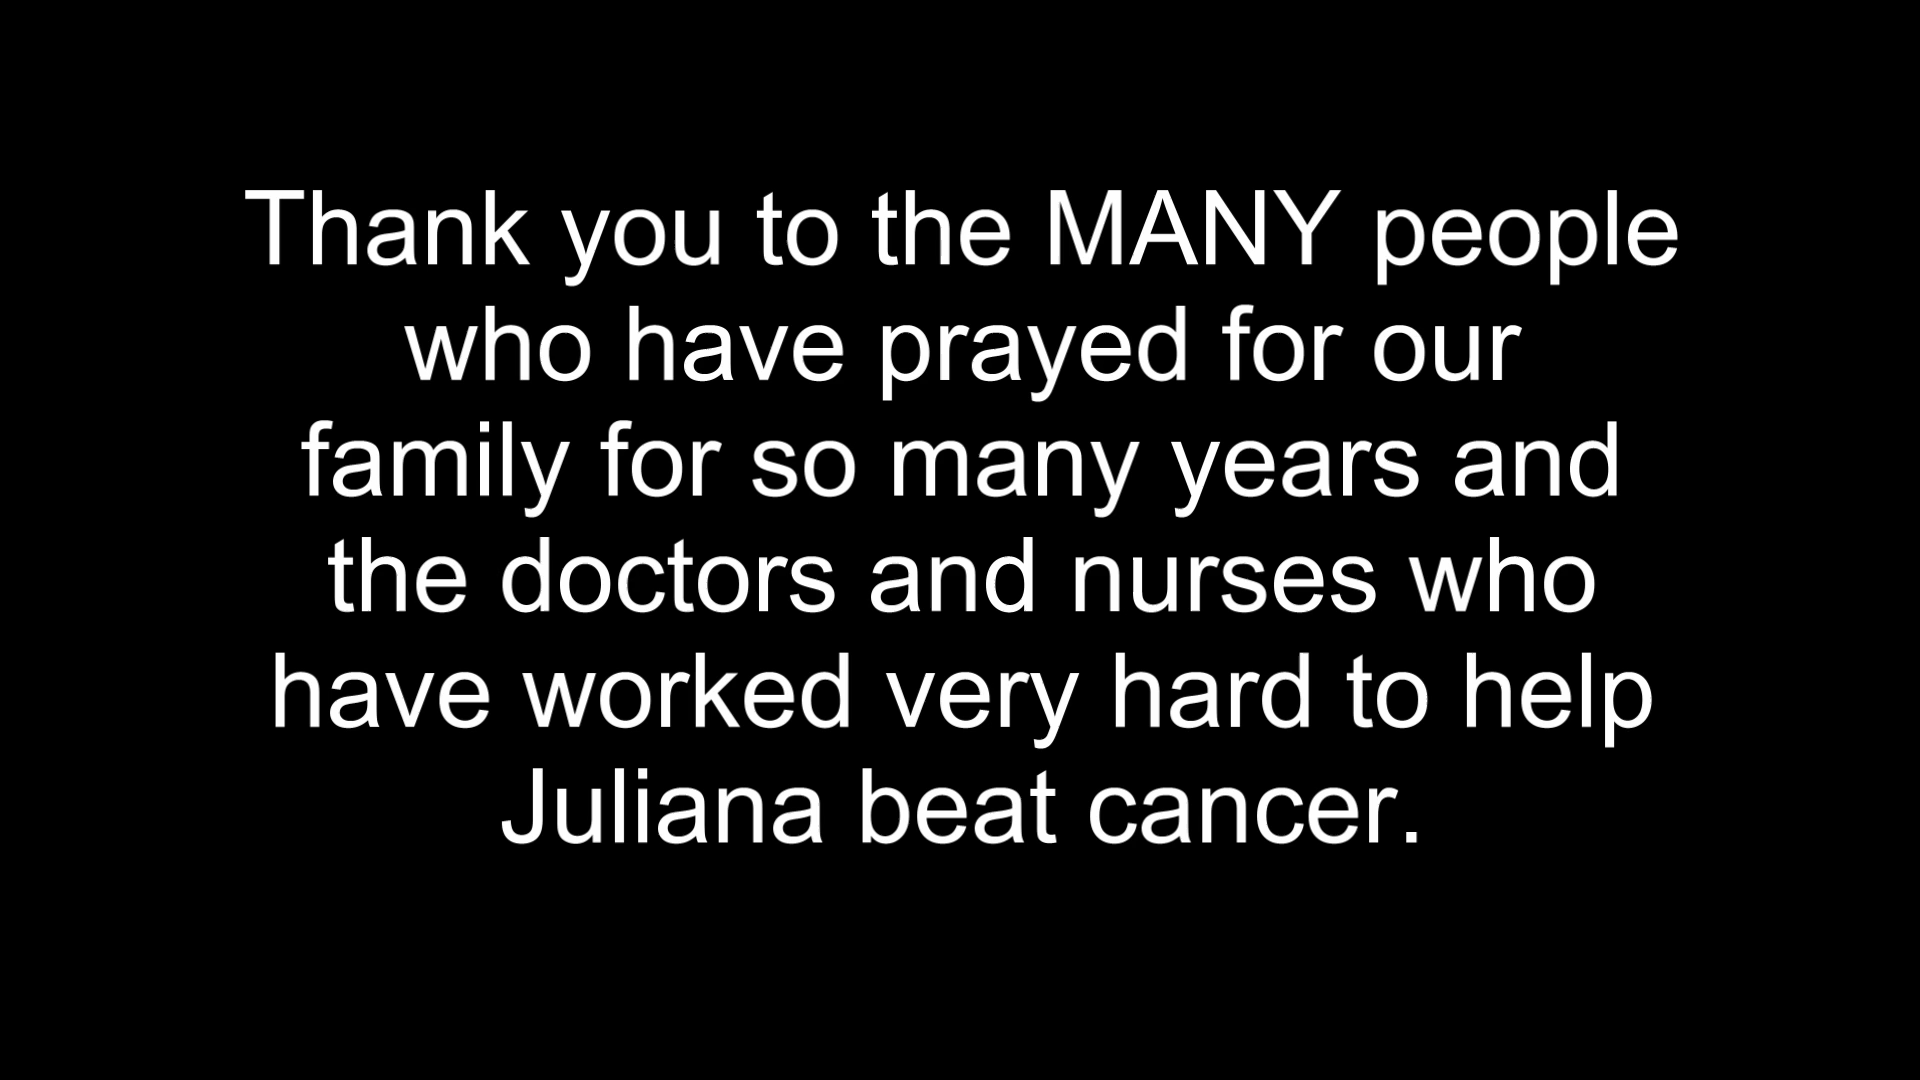 Thank you to the MANY people
who have prayed for our
family for so many years and
the doctors and nurses who
have worked very hard to help
Juliana beat cancer.